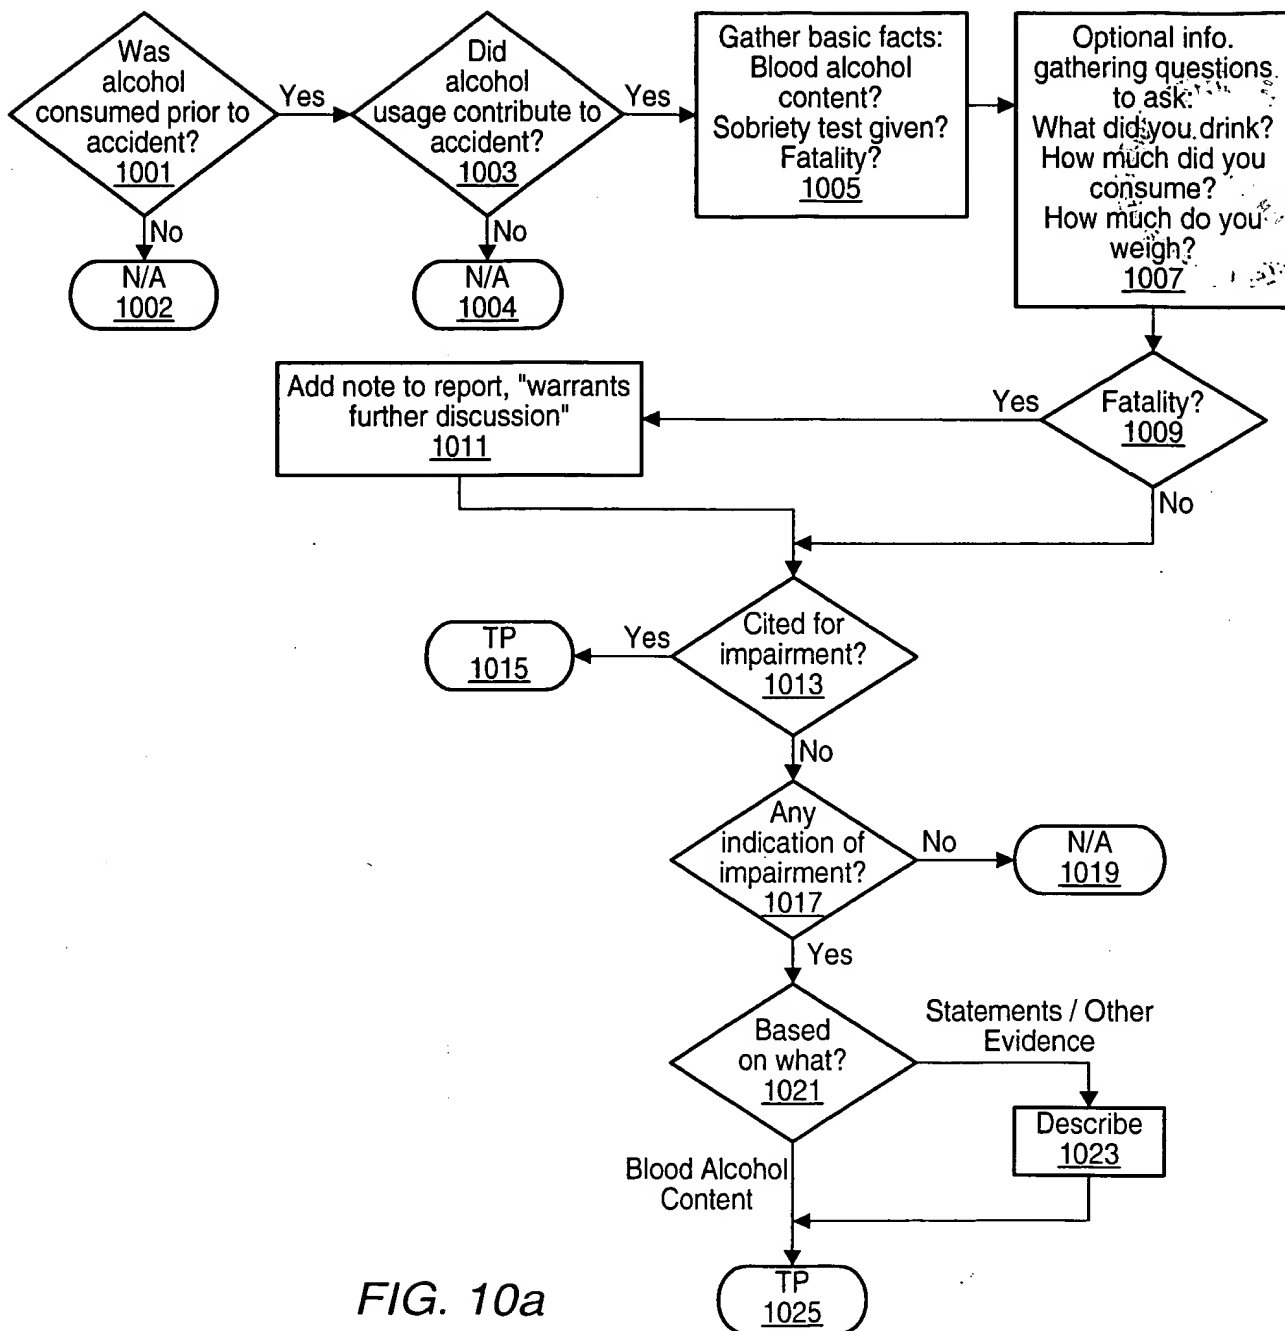 Was
alcohol
consumed prior to
accident?
1001
Yes
No
N/A
1002
Did
alcohol
usage contribute to
accident?
1003
Yes
No
N/A
1004
Gather basic facts:
Blood alcohol
content?
Sobriety test given?
Fatality?
1005
Optional info.
gathering questions
to ask:
What did you drink?
How much did you
consume?
How much do you
weigh?
1007
Fatality?
1009
Yes
No
Add note to report, "warrants
further discussion"
1011
Cited for
impairment?
1013
Yes
TP
1015
No
Any
indication of
impairment?
1017
No
N/A
1019
Yes
Based
on what?
1021
Statements / Other
Evidence
Describe
1023
Blood Alcohol
Content
TP
1025
FIG. 10a